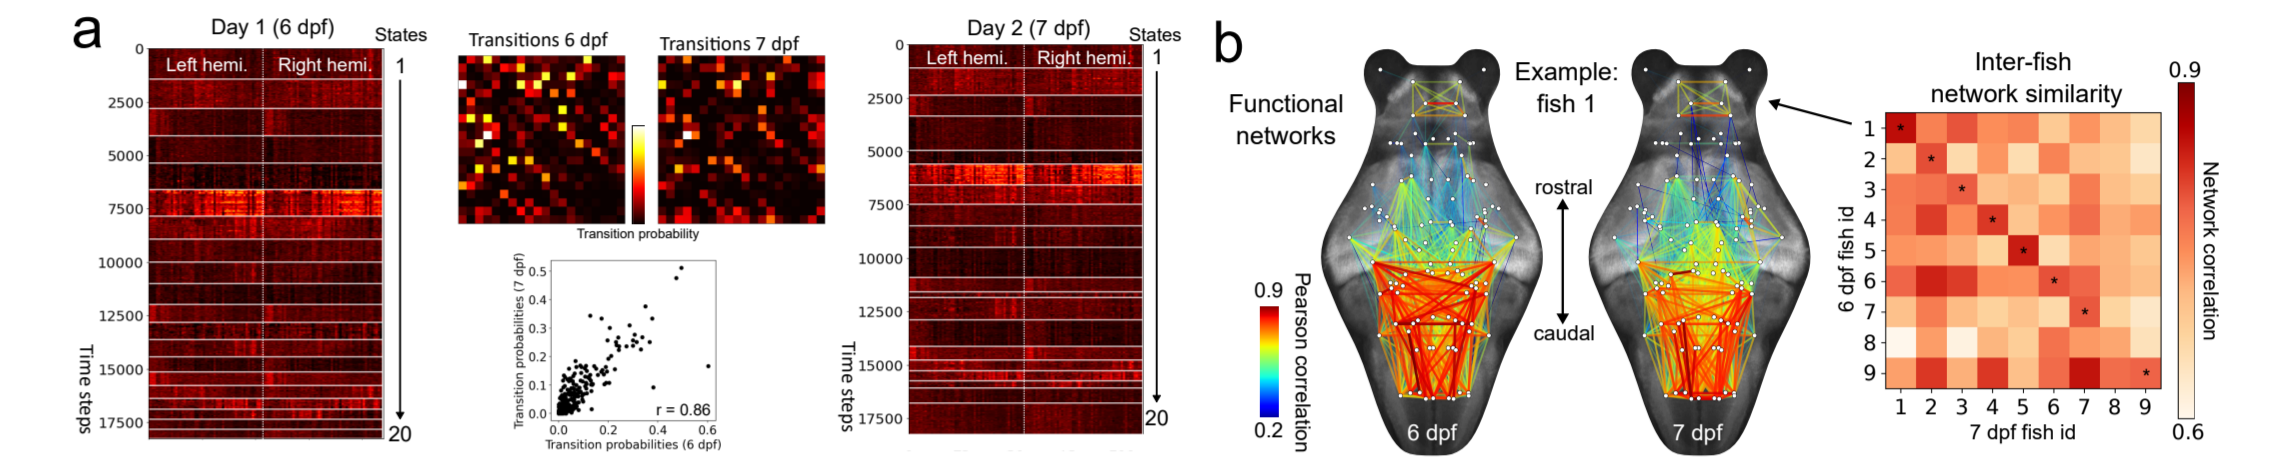 a
Day 1 (6 dpf)
States
Left hemi.
Right hemi.
1
20
0
2500
5000
7500
10000
12500
15000
17500
Time steps
Transitions 6 dpf
Transitions 7 dpf
Transition probability
Transition probabilities (7 dpf)
0.5
0.4
0.3
0.2
0.1
0.0
r = 0.86
0.0
0.2
0.4
0.6
Transition probabilities (6 dpf)
Day 2 (7 dpf)
States
Left hemi.
Right hemi.
1
20
0
2500
5000
7500
10000
12500
15000
17500
Time steps
b
Functional
networks
Example:
fish 1
rostral
caudal
0.9
0.2
Pearson correlation
6 dpf
7 dpf
Inter-fish
network similarity
6 dpf fish id
1
*
2
*
3
*
4
*
5
*
6
*
7
*
8
9
*
1 2 3 4 5 6 7 8 9
7 dpf fish id
0.9
0.6
Network correlation